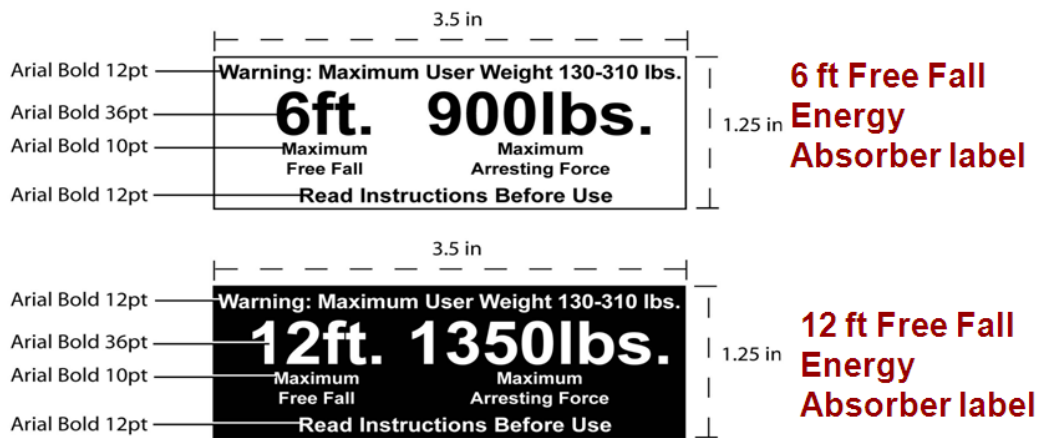 3.5 in
Arial Bold 12pt
Warning: Maximum User Weight 130-310 lbs.
Arial Bold 36pt
6ft. 900lbs.
Arial Bold 10pt
Maximum Maximum
Free Fall Arresting Force
Arial Bold 12pt
Read Instructions Before Use
1.25 in
6 ft Free Fall
Energy
Absorber label
3.5 in
Arial Bold 12pt
Warning: Maximum User Weight 130-310 lbs.
Arial Bold 36pt
12ft. 1350lbs.
Arial Bold 10pt
Maximum Maximum
Free Fall Arresting Force
Arial Bold 12pt
Read Instructions Before Use
1.25 in
12 ft Free Fall
Energy
Absorber label